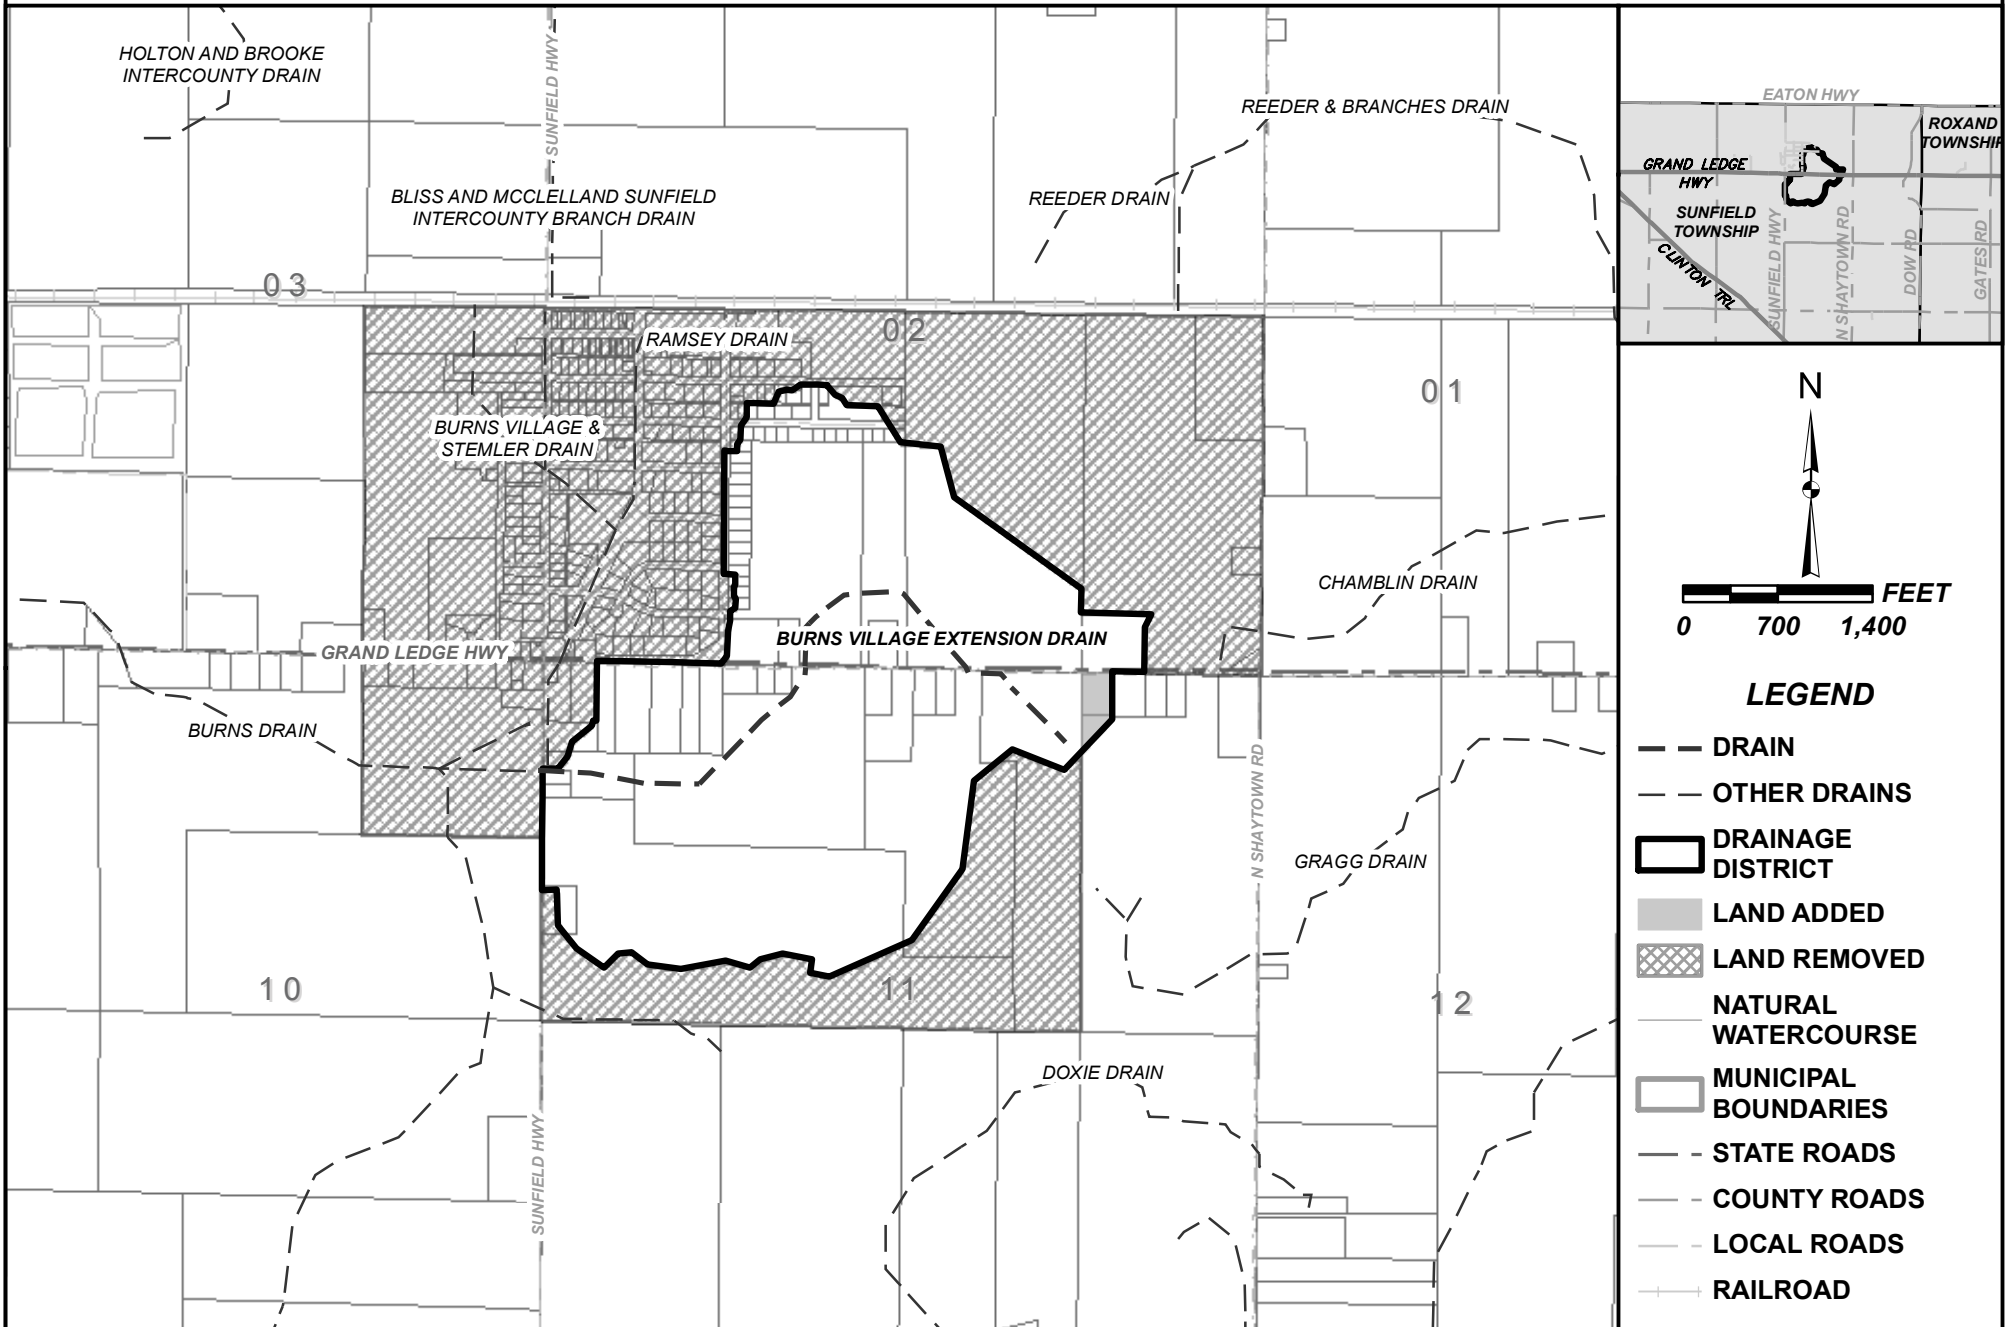 HOLTON AND BROOKE
INTERCOUNTY DRAIN
SUNFIELD HWY
REEDER & BRANCHES DRAIN
BLISS AND MCCLELLAND SUNFIELD
INTERCOUNTY BRANCH DRAIN
REEDER DRAIN
03
02
01
RAMSEY DRAIN
BURNS VILLAGE &
STEMLER DRAIN
CHAMBLIN DRAIN
BURNS VILLAGE EXTENSION DRAIN
GRAND LEDGE HWY
BURNS DRAIN
N SHAYTOWN RD
GRAGG DRAIN
10
11
12
DOXIE DRAIN
SUNFIELD HWY
EATON HWY
ROXAND
TOWNSHIP
GRAND LEDGE
HWY
SUNFIELD
TOWNSHIP
CLINTON TRL
SUNFIELD HWY
N SHAYTOWN RD
DOW RD
GATES RD
N
FEET
0 700 1,400
LEGEND
DRAIN
OTHER DRAINS
DRAINAGE
DISTRICT
LAND ADDED
LAND REMOVED
NATURAL
WATERCOURSE
MUNICIPAL
BOUNDARIES
STATE ROADS
COUNTY ROADS
LOCAL ROADS
RAILROAD